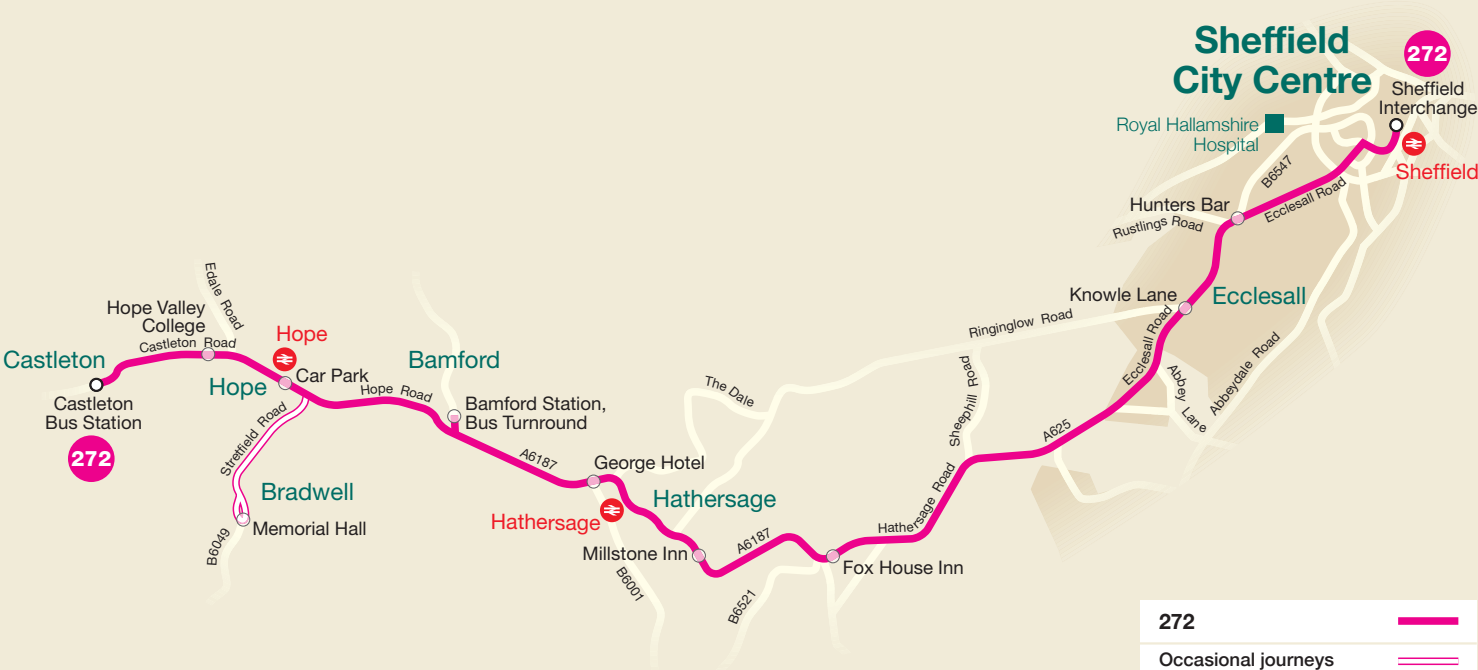 Sheffield
City Centre
272
Sheffield
Interchange
Royal Hallamshire
Hospital
Sheffield
B6547
Ecclesall Road
Hunters Bar
Rustlings Road
Knowle Lane
Ecclesall
Ringinglow Road
Ecclesall Road
Abbey Lane
Abbeydale Road
Edale Road
Hope Valley
College
Castleton Road
Hope
Castleton
Hope
Car Park
Hope Road
Bamford
Castleton
Bus Station
272
Stretfield Road
Bradwell
Memorial Hall
B6049
Bamford Station,
Bus Turnround
The Dale
A6187
George Hotel
Hathersage
Hathersage
Millstone Inn
A6187
B6001
B6521
Fox House Inn
Hathersage Road
Sheephill Road
A625
272
Occasional journeys